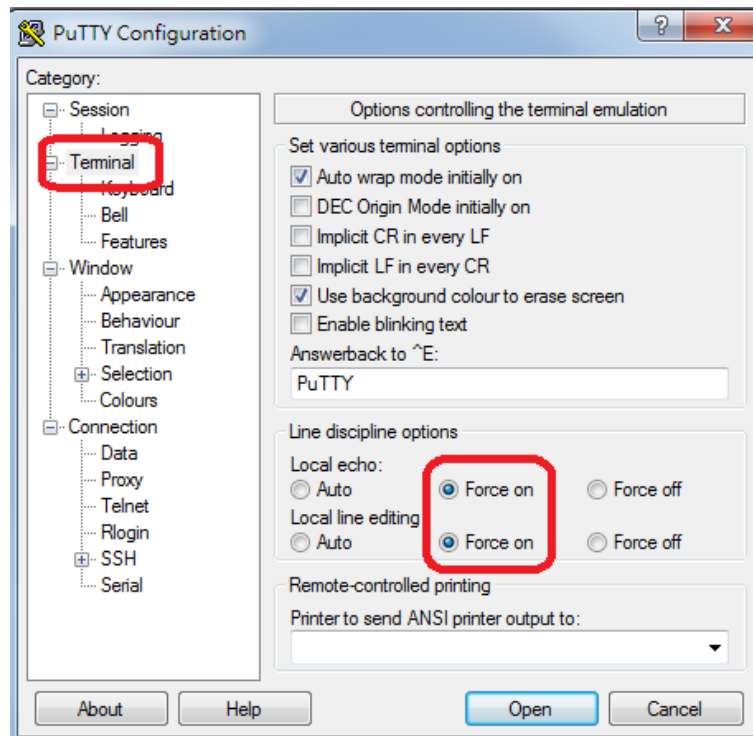 PuTTY Configuration
Category:
Session
Logging
Terminal
Keyboard
Bell
Features
Window
Appearance
Behaviour
Translation
Selection
Colours
Connection
Data
Proxy
Telnet
Rlogin
SSH
Serial
Options controlling the terminal emulation
Set various terminal options
Auto wrap mode initially on
DEC Origin Mode initially on
Implicit CR in every LF
Implicit LF in every CR
Use background colour to erase screen
Enable blinking text
Answerback to ^E:
PuTTY
Line discipline options
Local echo:
Auto Force on Force off
Local line editing
Auto Force on Force off
Remote-controlled printing
Printer to send ANSI printer output to:
About Help Open Cancel